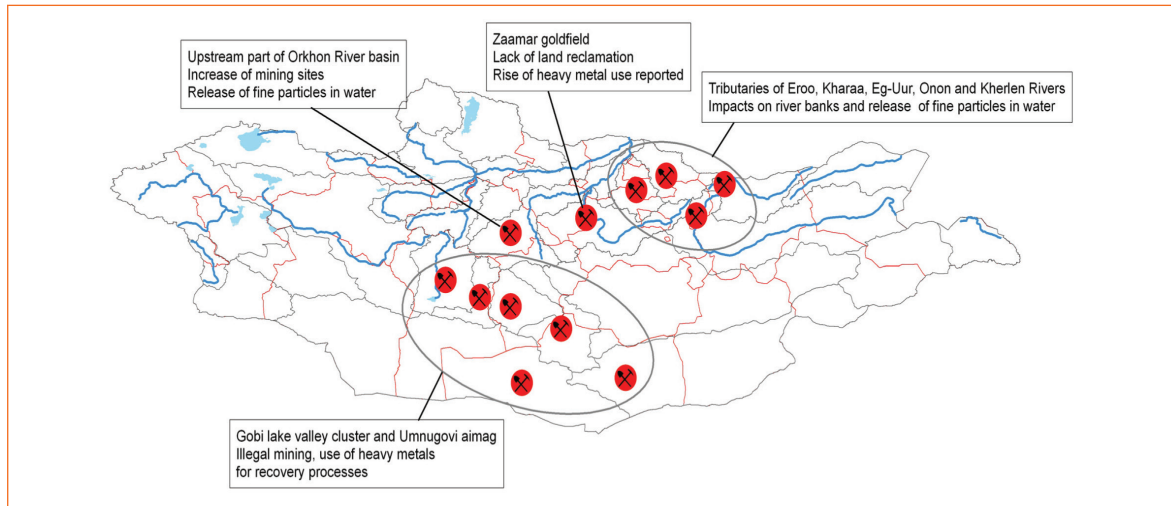 Upstream part of Orkhon River basin
Increase of mining sites
Release of fine particles in water
Zaamar goldfield
Lack of land reclamation
Rise of heavy metal use reported
Tributaries of Eroo, Kharaa, Eg-Uur, Onon and Kherlen Rivers
Impacts on river banks and release of fine particles in water
Gobi lake valley cluster and Umnugovi aimag
Illegal mining, use of heavy metals
for recovery processes